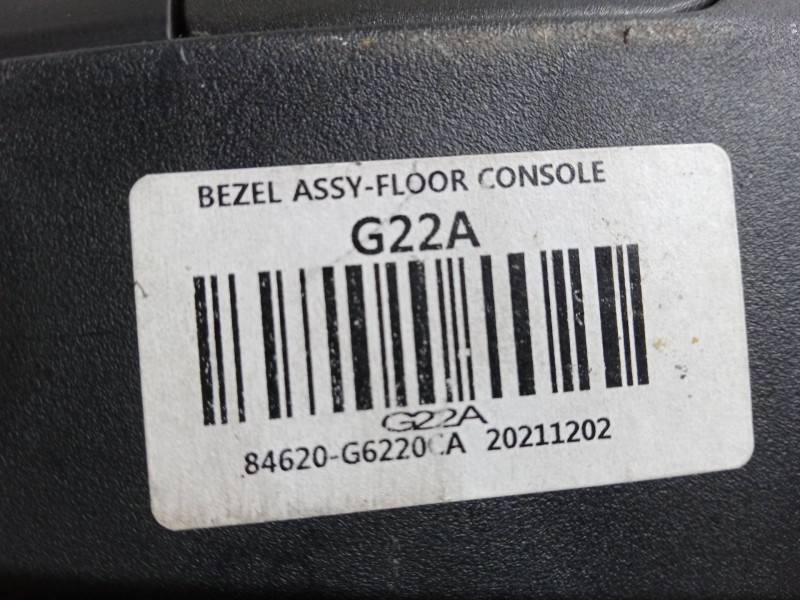 BEZEL ASSY-FLOOR CONSOLE
G22A
G22A
84620-G6220CA 20211202